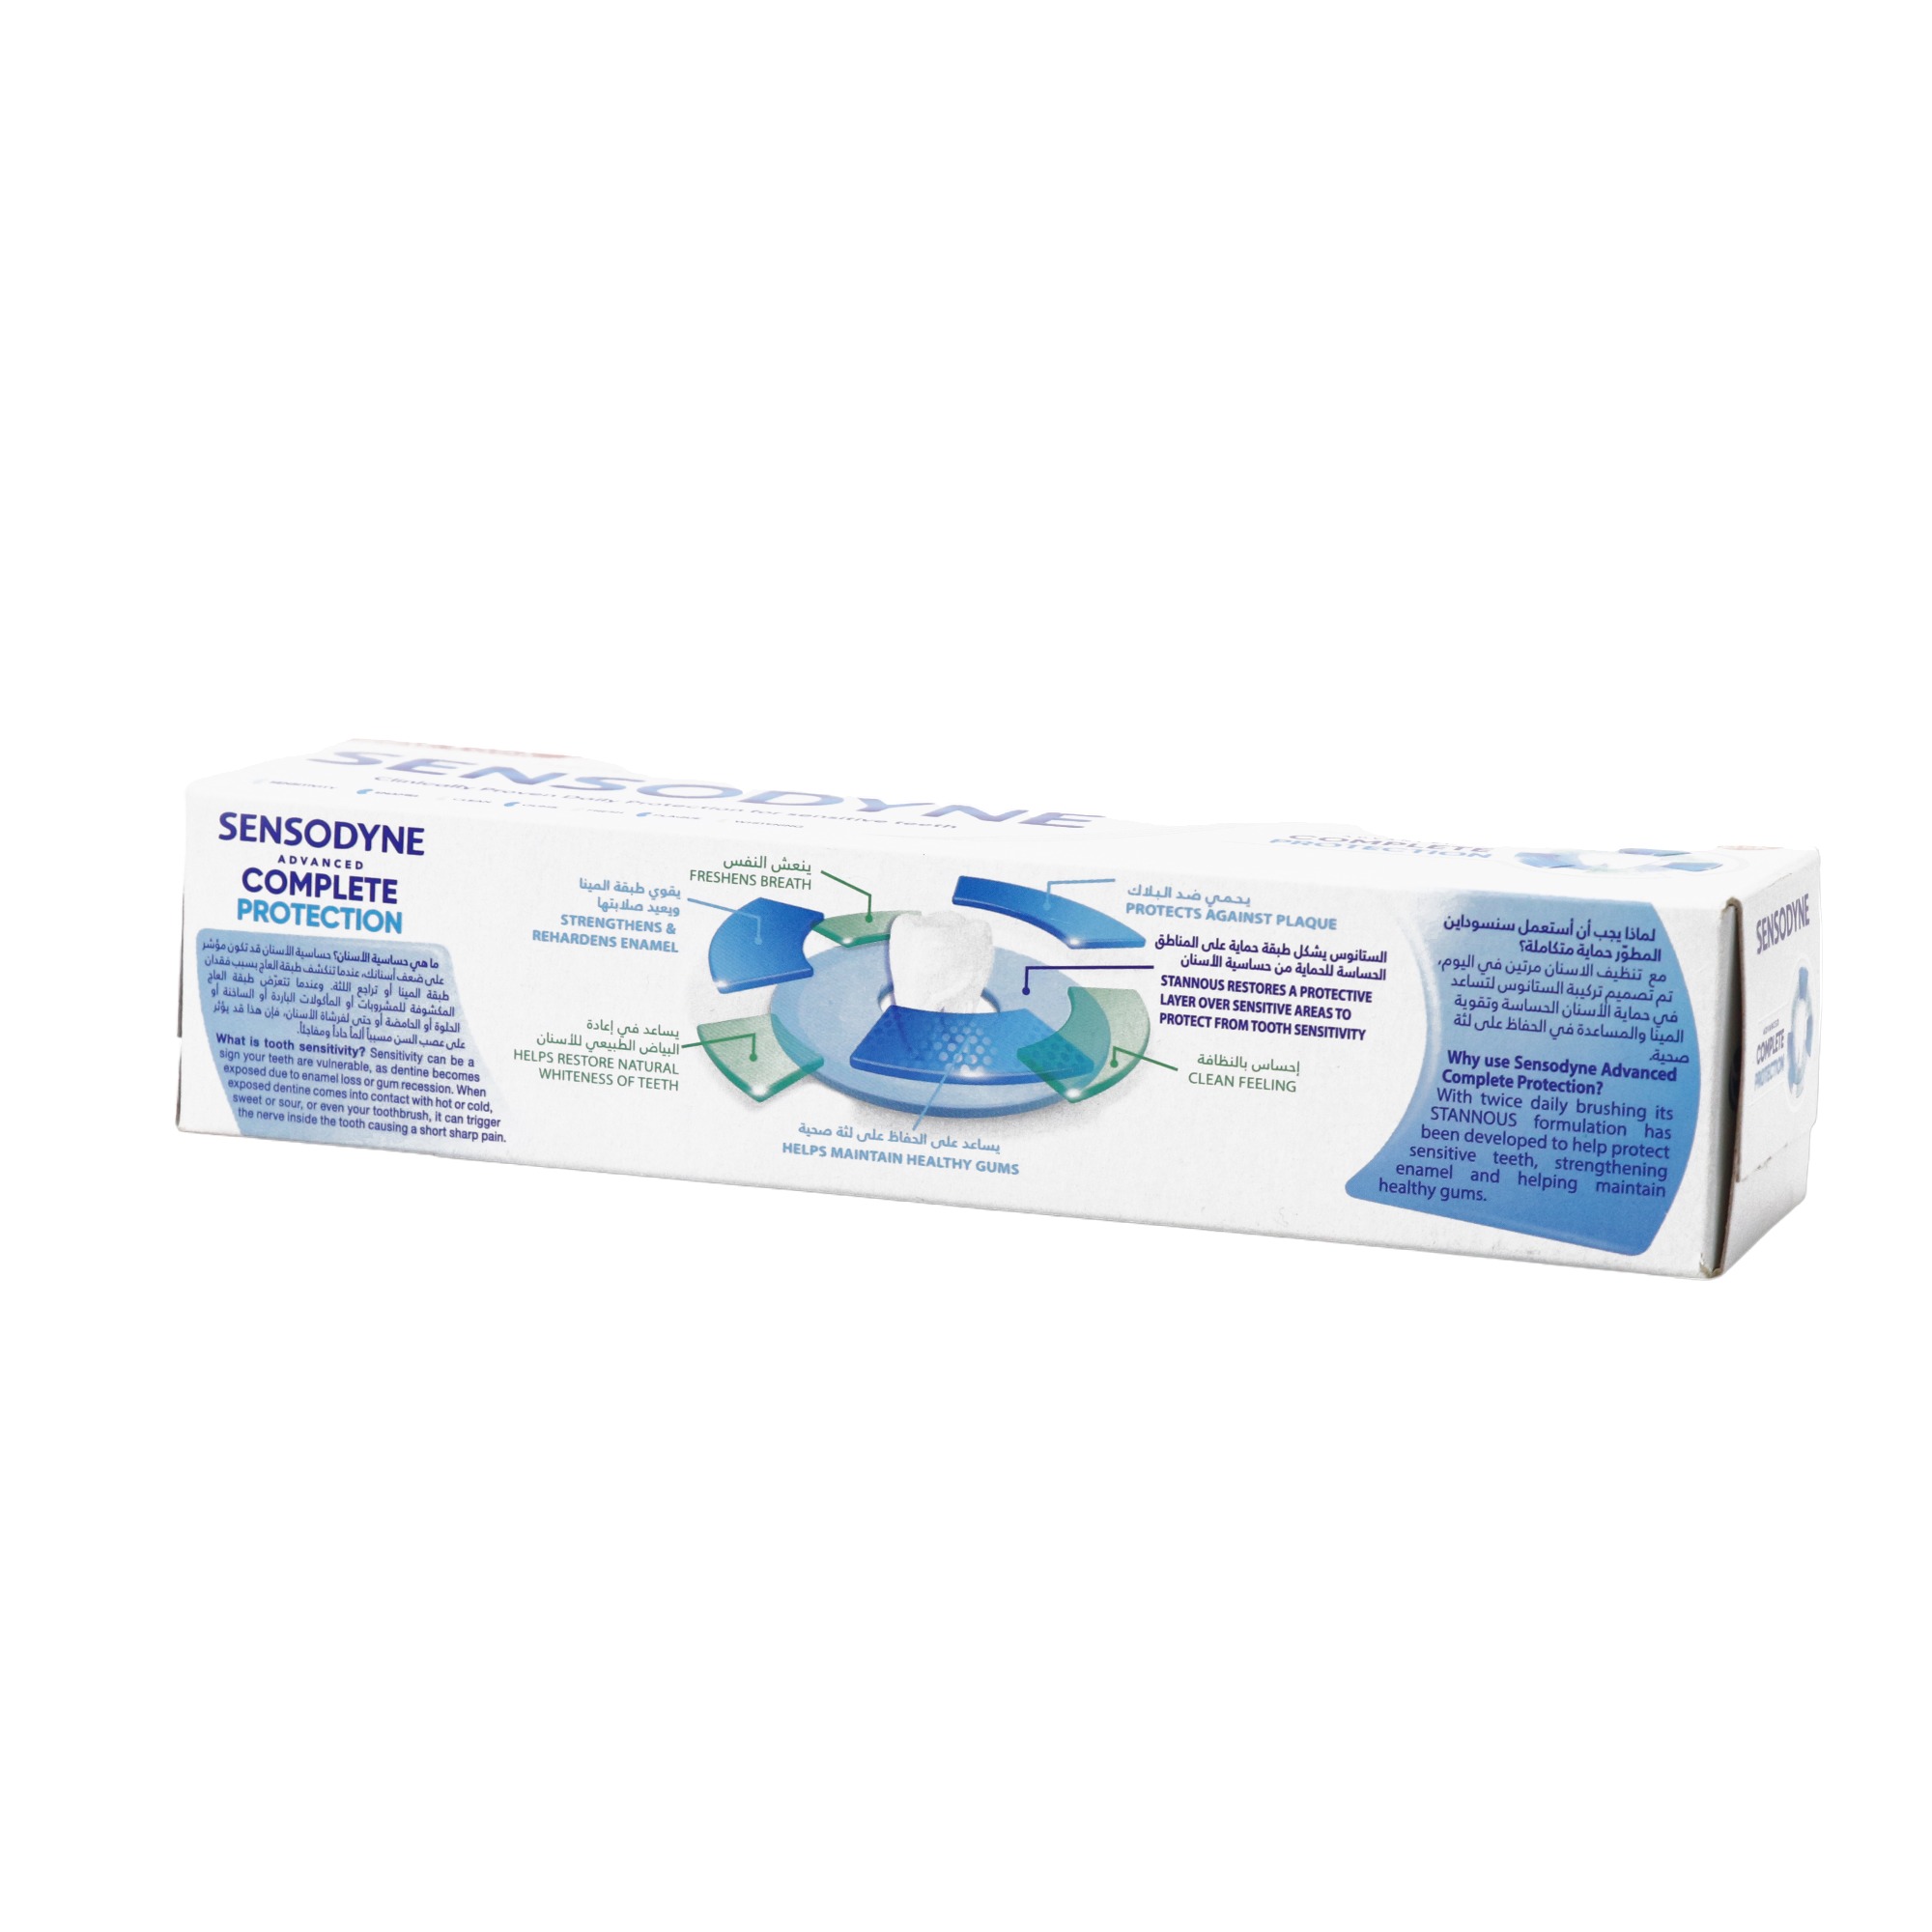 SENSODYNE
Clinically Proven Daily Protection for sensitive teeth
COMPLETE
PROTECTION
SENSODYNE
ADVANCED
COMPLETE
PROTECTION
ما هي حساسية الأسنان؟ حساسية الأسنان قد تكون مؤشر
على ضعف أسنانك، عندما تنكشف طبقة العاج بسبب فقدان
طبقة المينا أو تراجع اللثة. وعندما تتعرّض طبقة العاج
المكشوفة للمشروبات أو المأكولات الباردة أو الساخنة أو
الحلوة أو الحامضة أو حتى لفرشاة الأسنان، فإن هذا قد يؤثر
على عصب السن مسبباً ألماً حاداً ومفاجئاً.
What is tooth sensitivity? Sensitivity can be a
sign your teeth are vulnerable, as dentine becomes
exposed due to enamel loss or gum recession. When
exposed dentine comes into contact with hot or cold,
sweet or sour, or even your toothbrush, it can trigger
the nerve inside the tooth causing a short sharp pain.
ينعش النفس
FRESHENS BREATH
يقوي طبقة المينا
ويعيد صلابتها
STRENGTHENS &
REHARDENS ENAMEL
يساعد في إعادة
البياض الطبيعي للأسنان
HELPS RESTORE NATURAL
WHITENESS OF TEETH
يساعد على الحفاظ على لثة صحية
HELPS MAINTAIN HEALTHY GUMS
يحمي ضد البلاك
PROTECTS AGAINST PLAQUE
الستانوس يشكل طبقة حماية على المناطق
الحساسة للحماية من حساسية الأسنان
STANNOUS RESTORES A PROTECTIVE
LAYER OVER SENSITIVE AREAS TO
PROTECT FROM TOOTH SENSITIVITY
إحساس بالنظافة
CLEAN FEELING
لماذا يجب أن أستعمل سنسوداين
المطوّر حماية متكاملة؟
مع تنظيف الاسنان مرتين في اليوم،
تم تصميم تركيبة الستانوس لتساعد
في حماية الأسنان الحساسة وتقوية
المينا والمساعدة في الحفاظ على لثة
صحية.
Why use Sensodyne Advanced
Complete Protection?
With twice daily brushing its
STANNOUS formulation has
been developed to help protect
sensitive teeth, strengthening
enamel and helping maintain
healthy gums.
SENSODYNE
ADVANCED
COMPLETE
PROTECTION